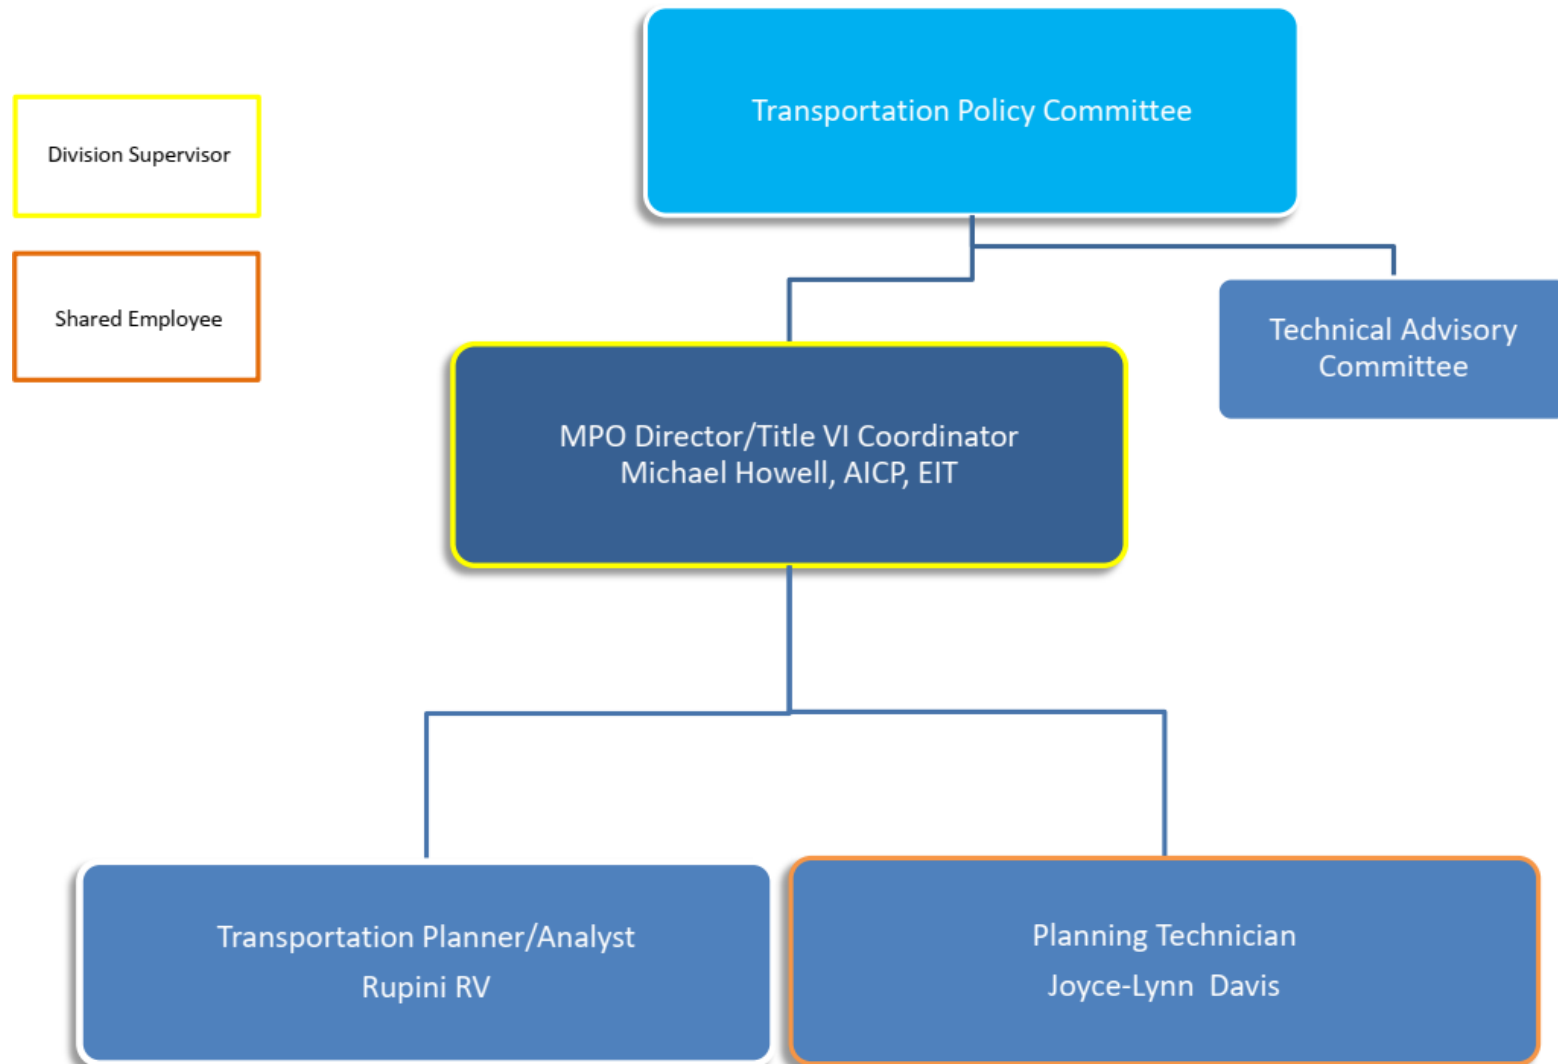 Transportation Policy Committee
Division Supervisor
Shared Employee
Technical Advisory
Committee
MPO Director/Title VI Coordinator
Michael Howell, AICP, EIT
Transportation Planner/Analyst
Rupini RV
Planning Technician
Joyce-Lynn  Davis